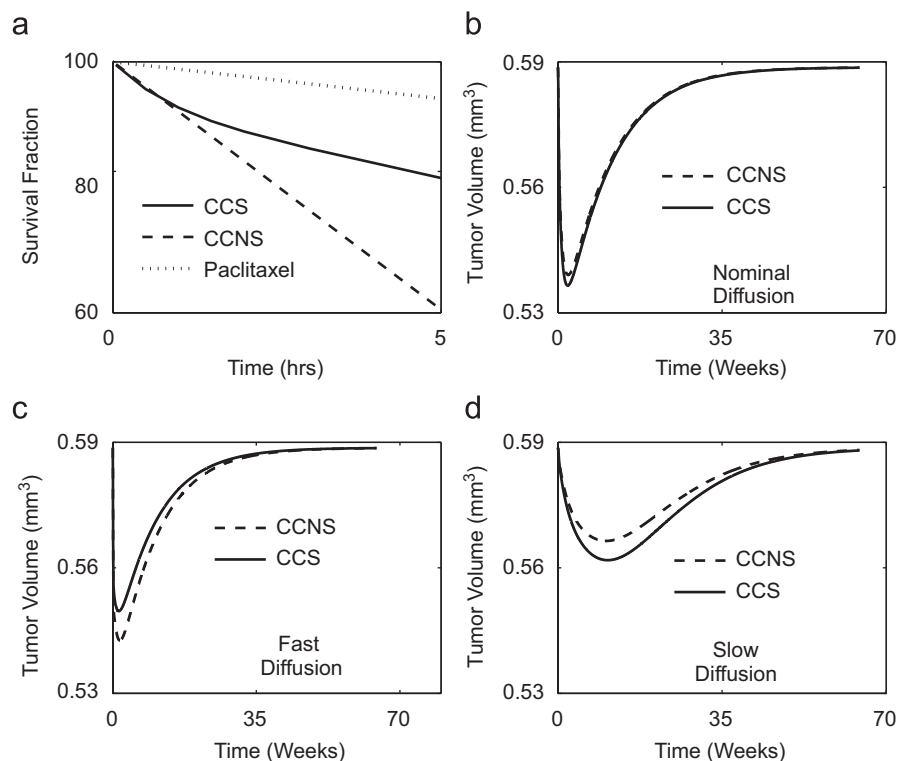 a
100
80
60
Survival Fraction
CCS
CCNS
Paclitaxel
0
5
Time (hrs)
b
0.59
0.56
0.53
Tumor Volume (mm³)
CCNS
CCS
Nominal
Diffusion
0
35
70
Time (Weeks)
c
0.59
0.56
0.53
Tumor Volume (mm³)
CCNS
CCS
Fast
Diffusion
0
35
70
Time (Weeks)
d
0.59
0.56
0.53
Tumor Volume (mm³)
CCNS
CCS
Slow
Diffusion
0
35
70
Time (Weeks)